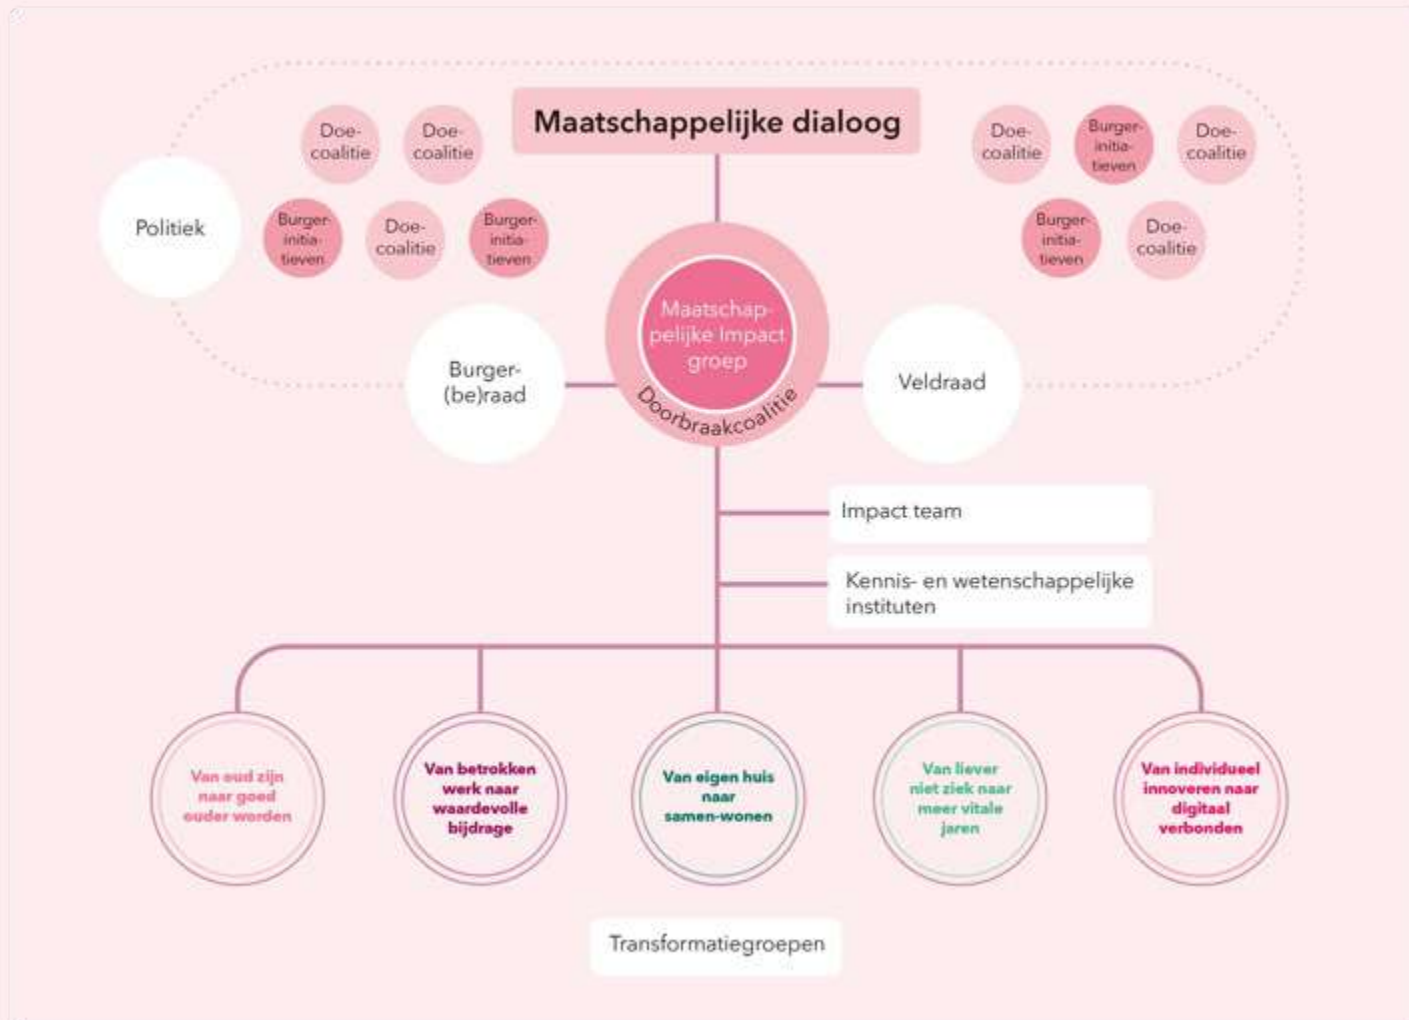 Maatschappelijke dialoog
Doe-
coalitie
Doe-
coalitie
Doe-
coalitie
Burger-
initia-
tieven
Doe-
coalitie
Politiek
Burger-
initia-
tieven
Doe-
coalitie
Burger-
initia-
tieven
Burger-
initia-
tieven
Doe-
coalitie
Maatschap-
pelijke Impact
groep
Doorbraakcoalitie
Burger-
(be)raad
Veldraad
Impact team
Kennis- en wetenschappelijke
instituten
Van oud zijn
naar goed
ouder worden
Van betrokken
werk naar
waardevolle
bijdrage
Van eigen huis
naar
samen-wonen
Van liever
niet ziek naar
meer vitale
jaren
Van individueel
innoveren naar
digitaal
verbonden
Transformatiegroepen